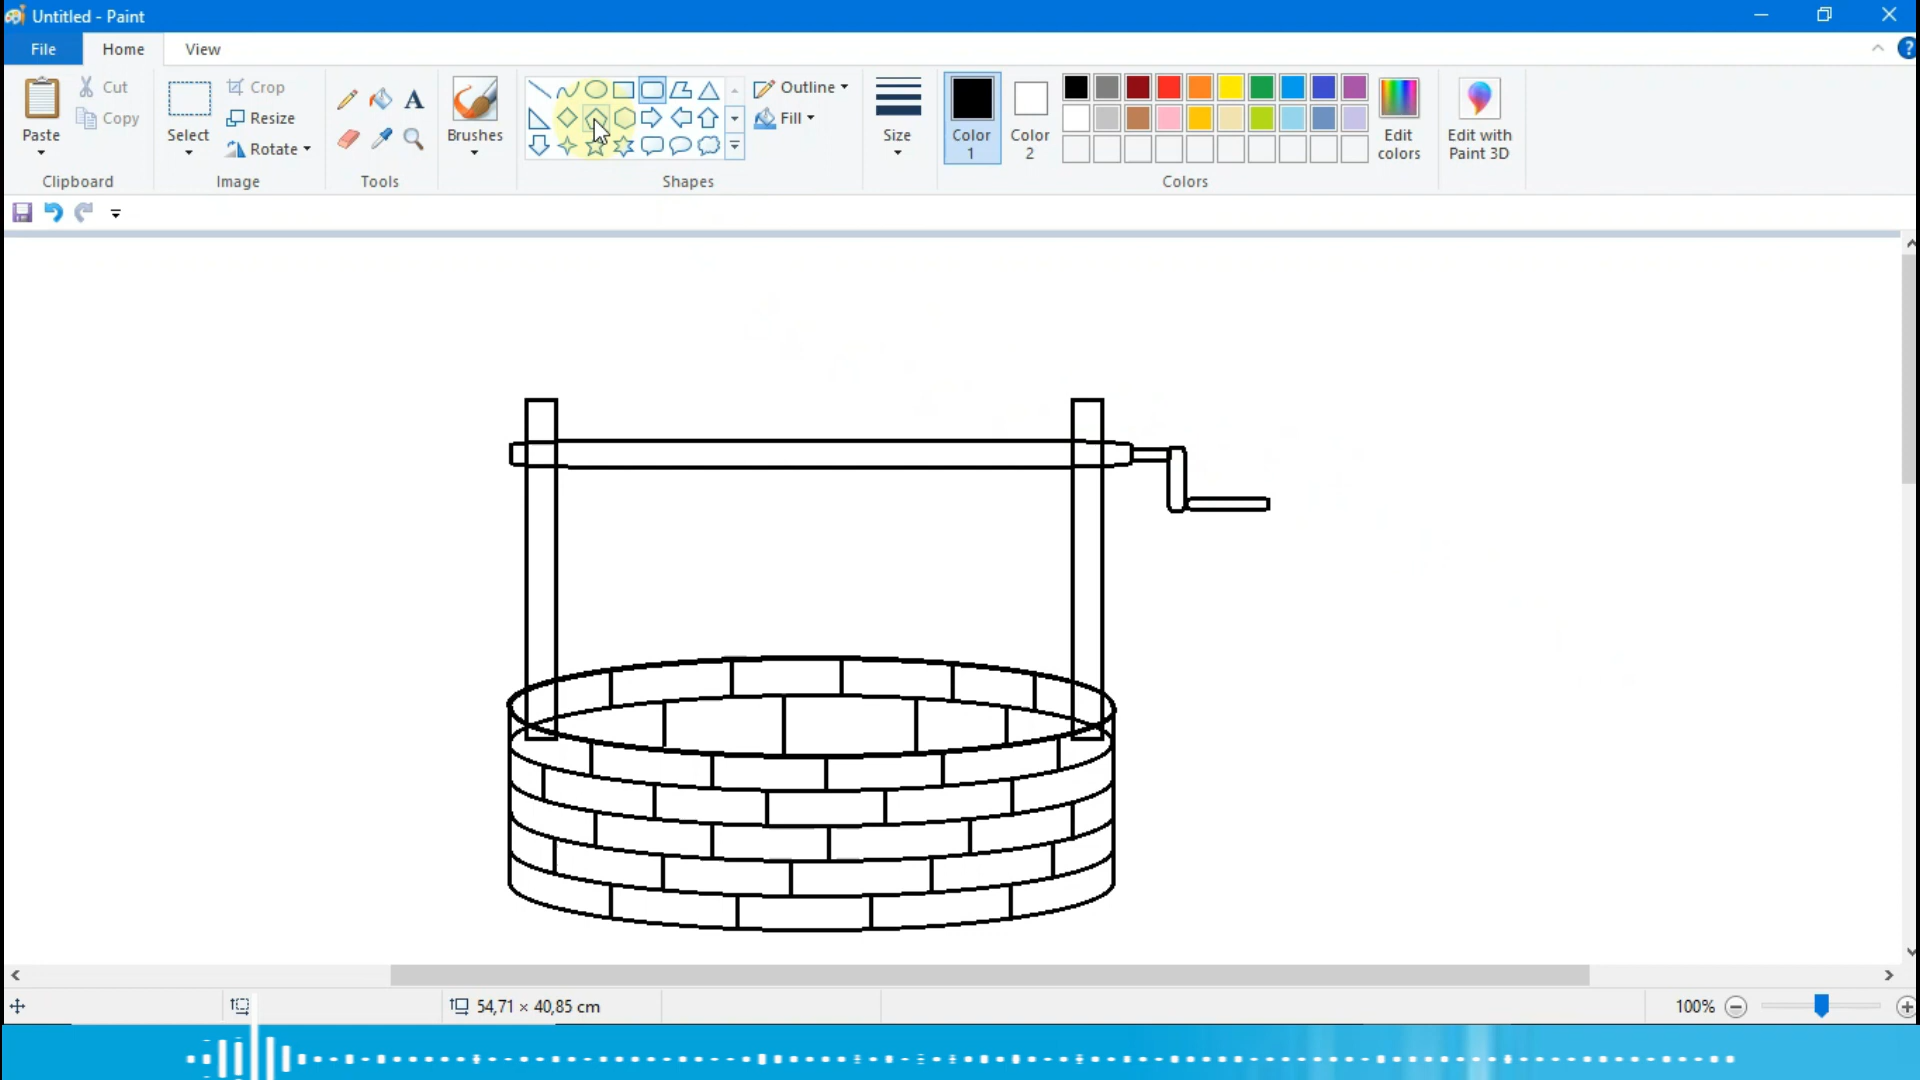 Untitled - Paint
File Home View
Paste Cut Copy Clipboard
Select Crop Resize Rotate Image
A Tools
Brushes
Outline Fill Shapes
Size
Color 1 Color 2 Edit colors Colors
Edit with Paint 3D
?
54,71 × 40,85 cm 100%